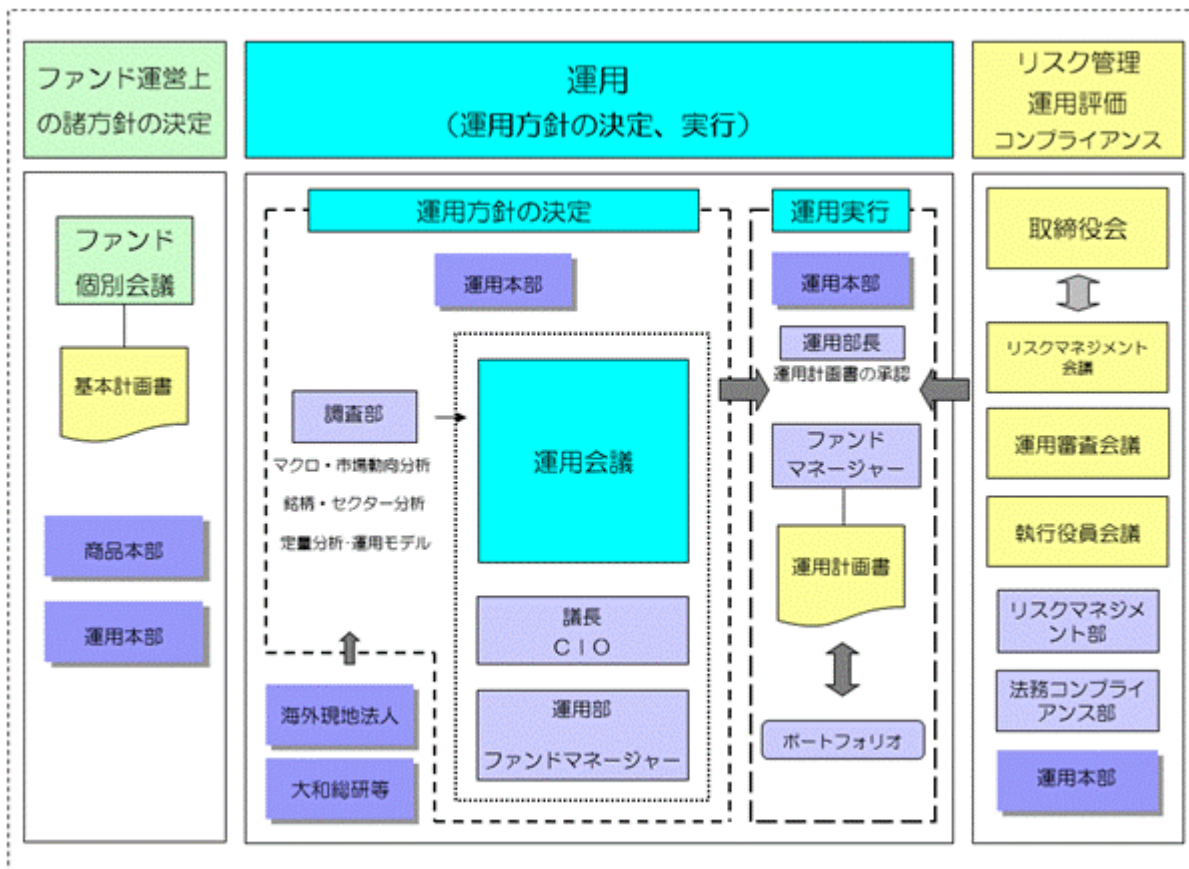 ファンド運営上
の諸方針の決定
運用
(運用方針の決定、実行)
リスク管理
運用評価
コンプライアンス
ファンド
個別会議
基本計画書
商品本部
運用本部
運用方針の決定
運用本部
調査部
マクロ・市場動向分析
銘柄・セクター分析
定量分析・運用モデル
運用会議
議長
CIO
運用部
ファンドマネージャー
海外現地法人
大和総研等
運用実行
運用本部
運用部長
運用計画書の承認
ファンド
マネージャー
運用計画書
ポートフォリオ
取締役会
リスクマネジメント
会議
運用審査会議
執行役員会議
リスクマネジメ
ント部
法務コンプライ
アンス部
運用本部